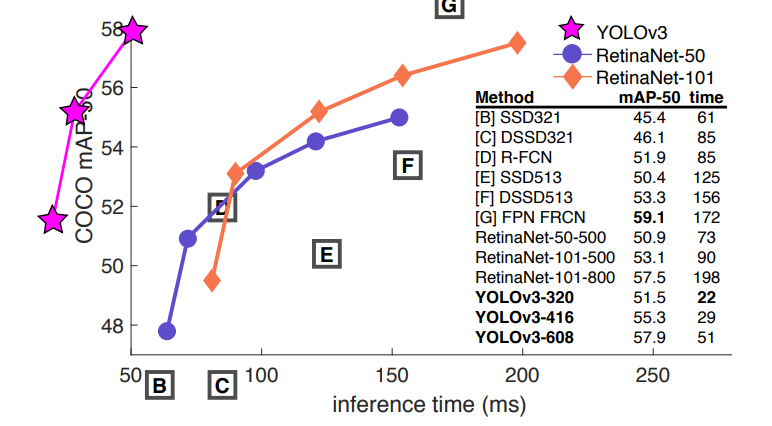 G
58
56
54
52
50
48
COCO mAP-50
YOLOv3
RetinaNet-50
RetinaNet-101
Method mAP-50 time
[B] SSD321 45.4 61
[C] DSSD321 46.1 85
[D] R-FCN 51.9 85
[E] SSD513 50.4 125
[F] DSSD513 53.3 156
[G] FPN FRCN 59.1 172
RetinaNet-50-500 50.9 73
RetinaNet-101-500 53.1 90
RetinaNet-101-800 57.5 198
YOLOv3-320 51.5 22
YOLOv3-416 55.3 29
YOLOv3-608 57.9 51
F
D
E
50 100 150 200 250
B C
inference time (ms)